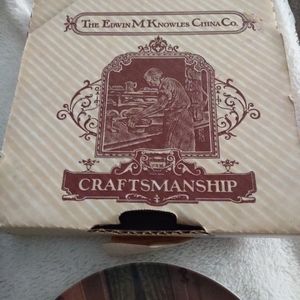 The Edwin M Knowles China Co.
CRAFTSMANSHIP